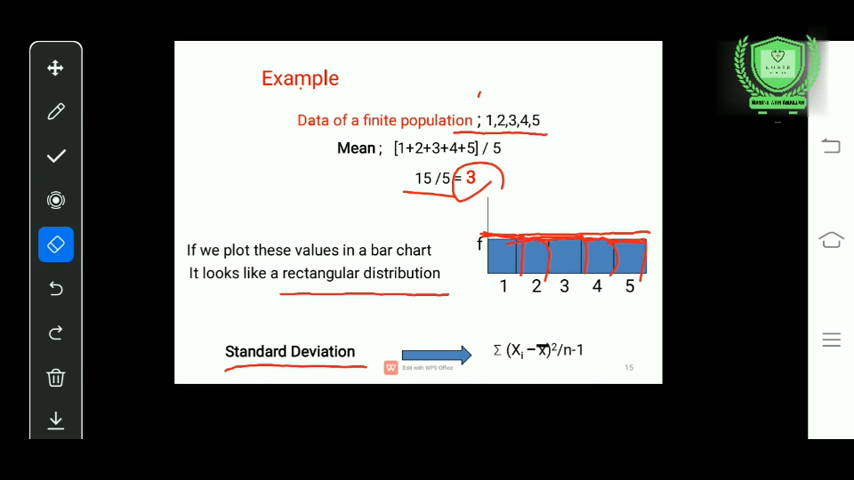 Example
Data of a finite population ; 1,2,3,4,5
Mean ; [1+2+3+4+5] / 5
15 /5 = 3
If we plot these values in a bar chart
It looks like a rectangular distribution
f
1 2 3 4 5
Standard Deviation
Σ (Xi – x̅)²/n-1
Edit with WPS Office
15